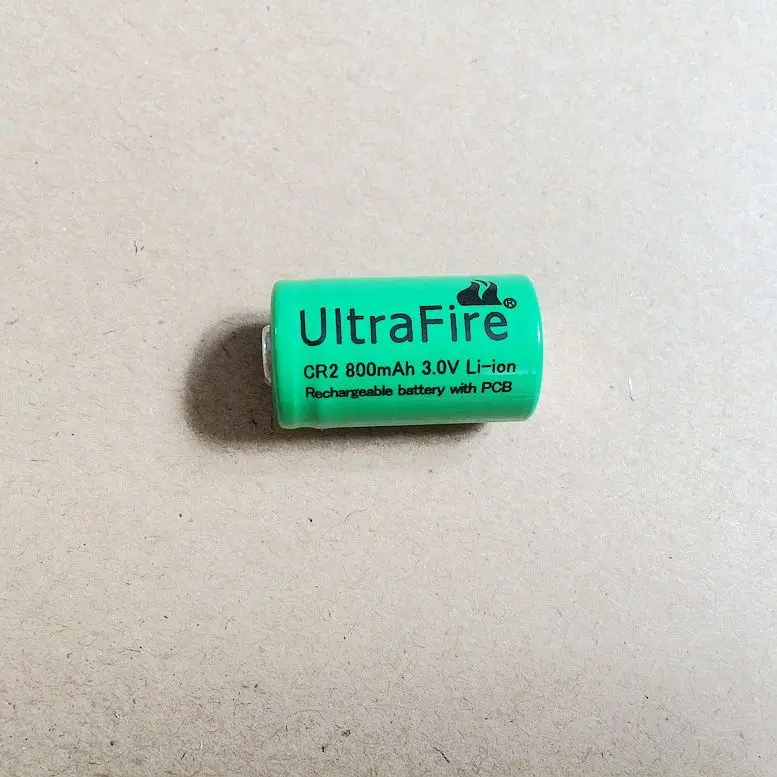 UltraFire®
CR2 800mAh 3.0V Li-ion
Rechargeable battery with PCB